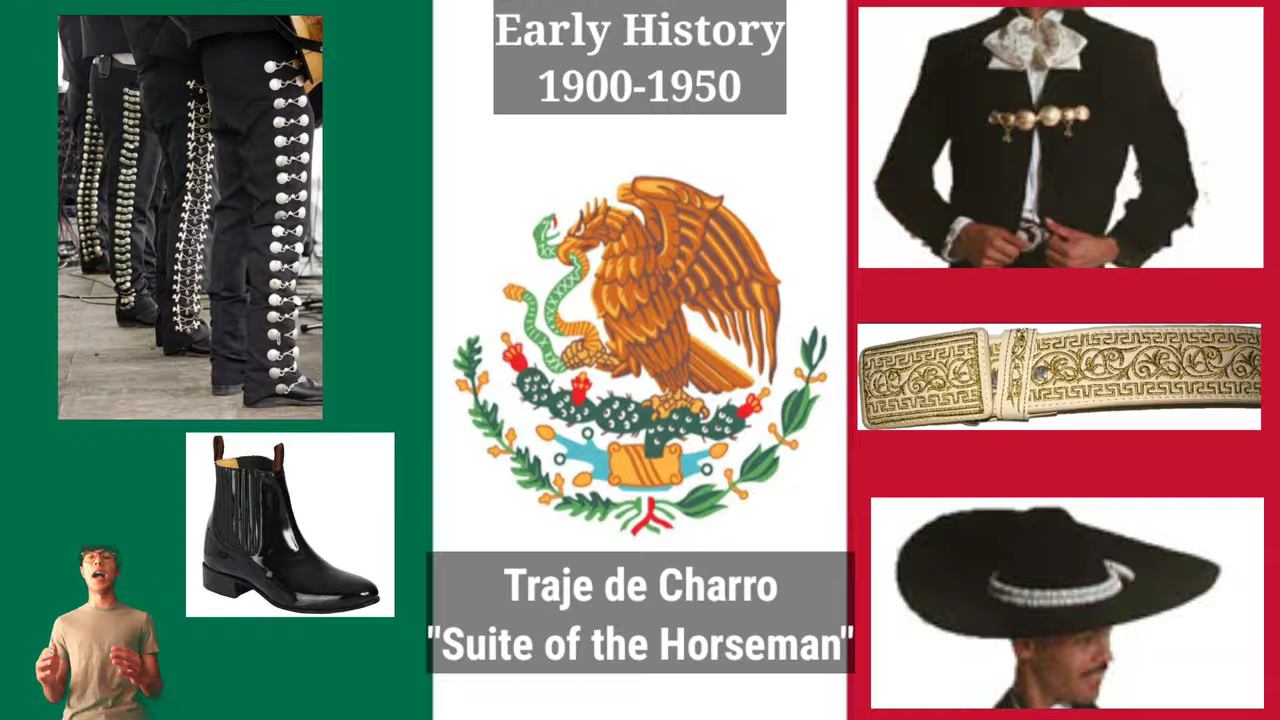 Early History
1900-1950
Traje de Charro
"Suite of the Horseman"